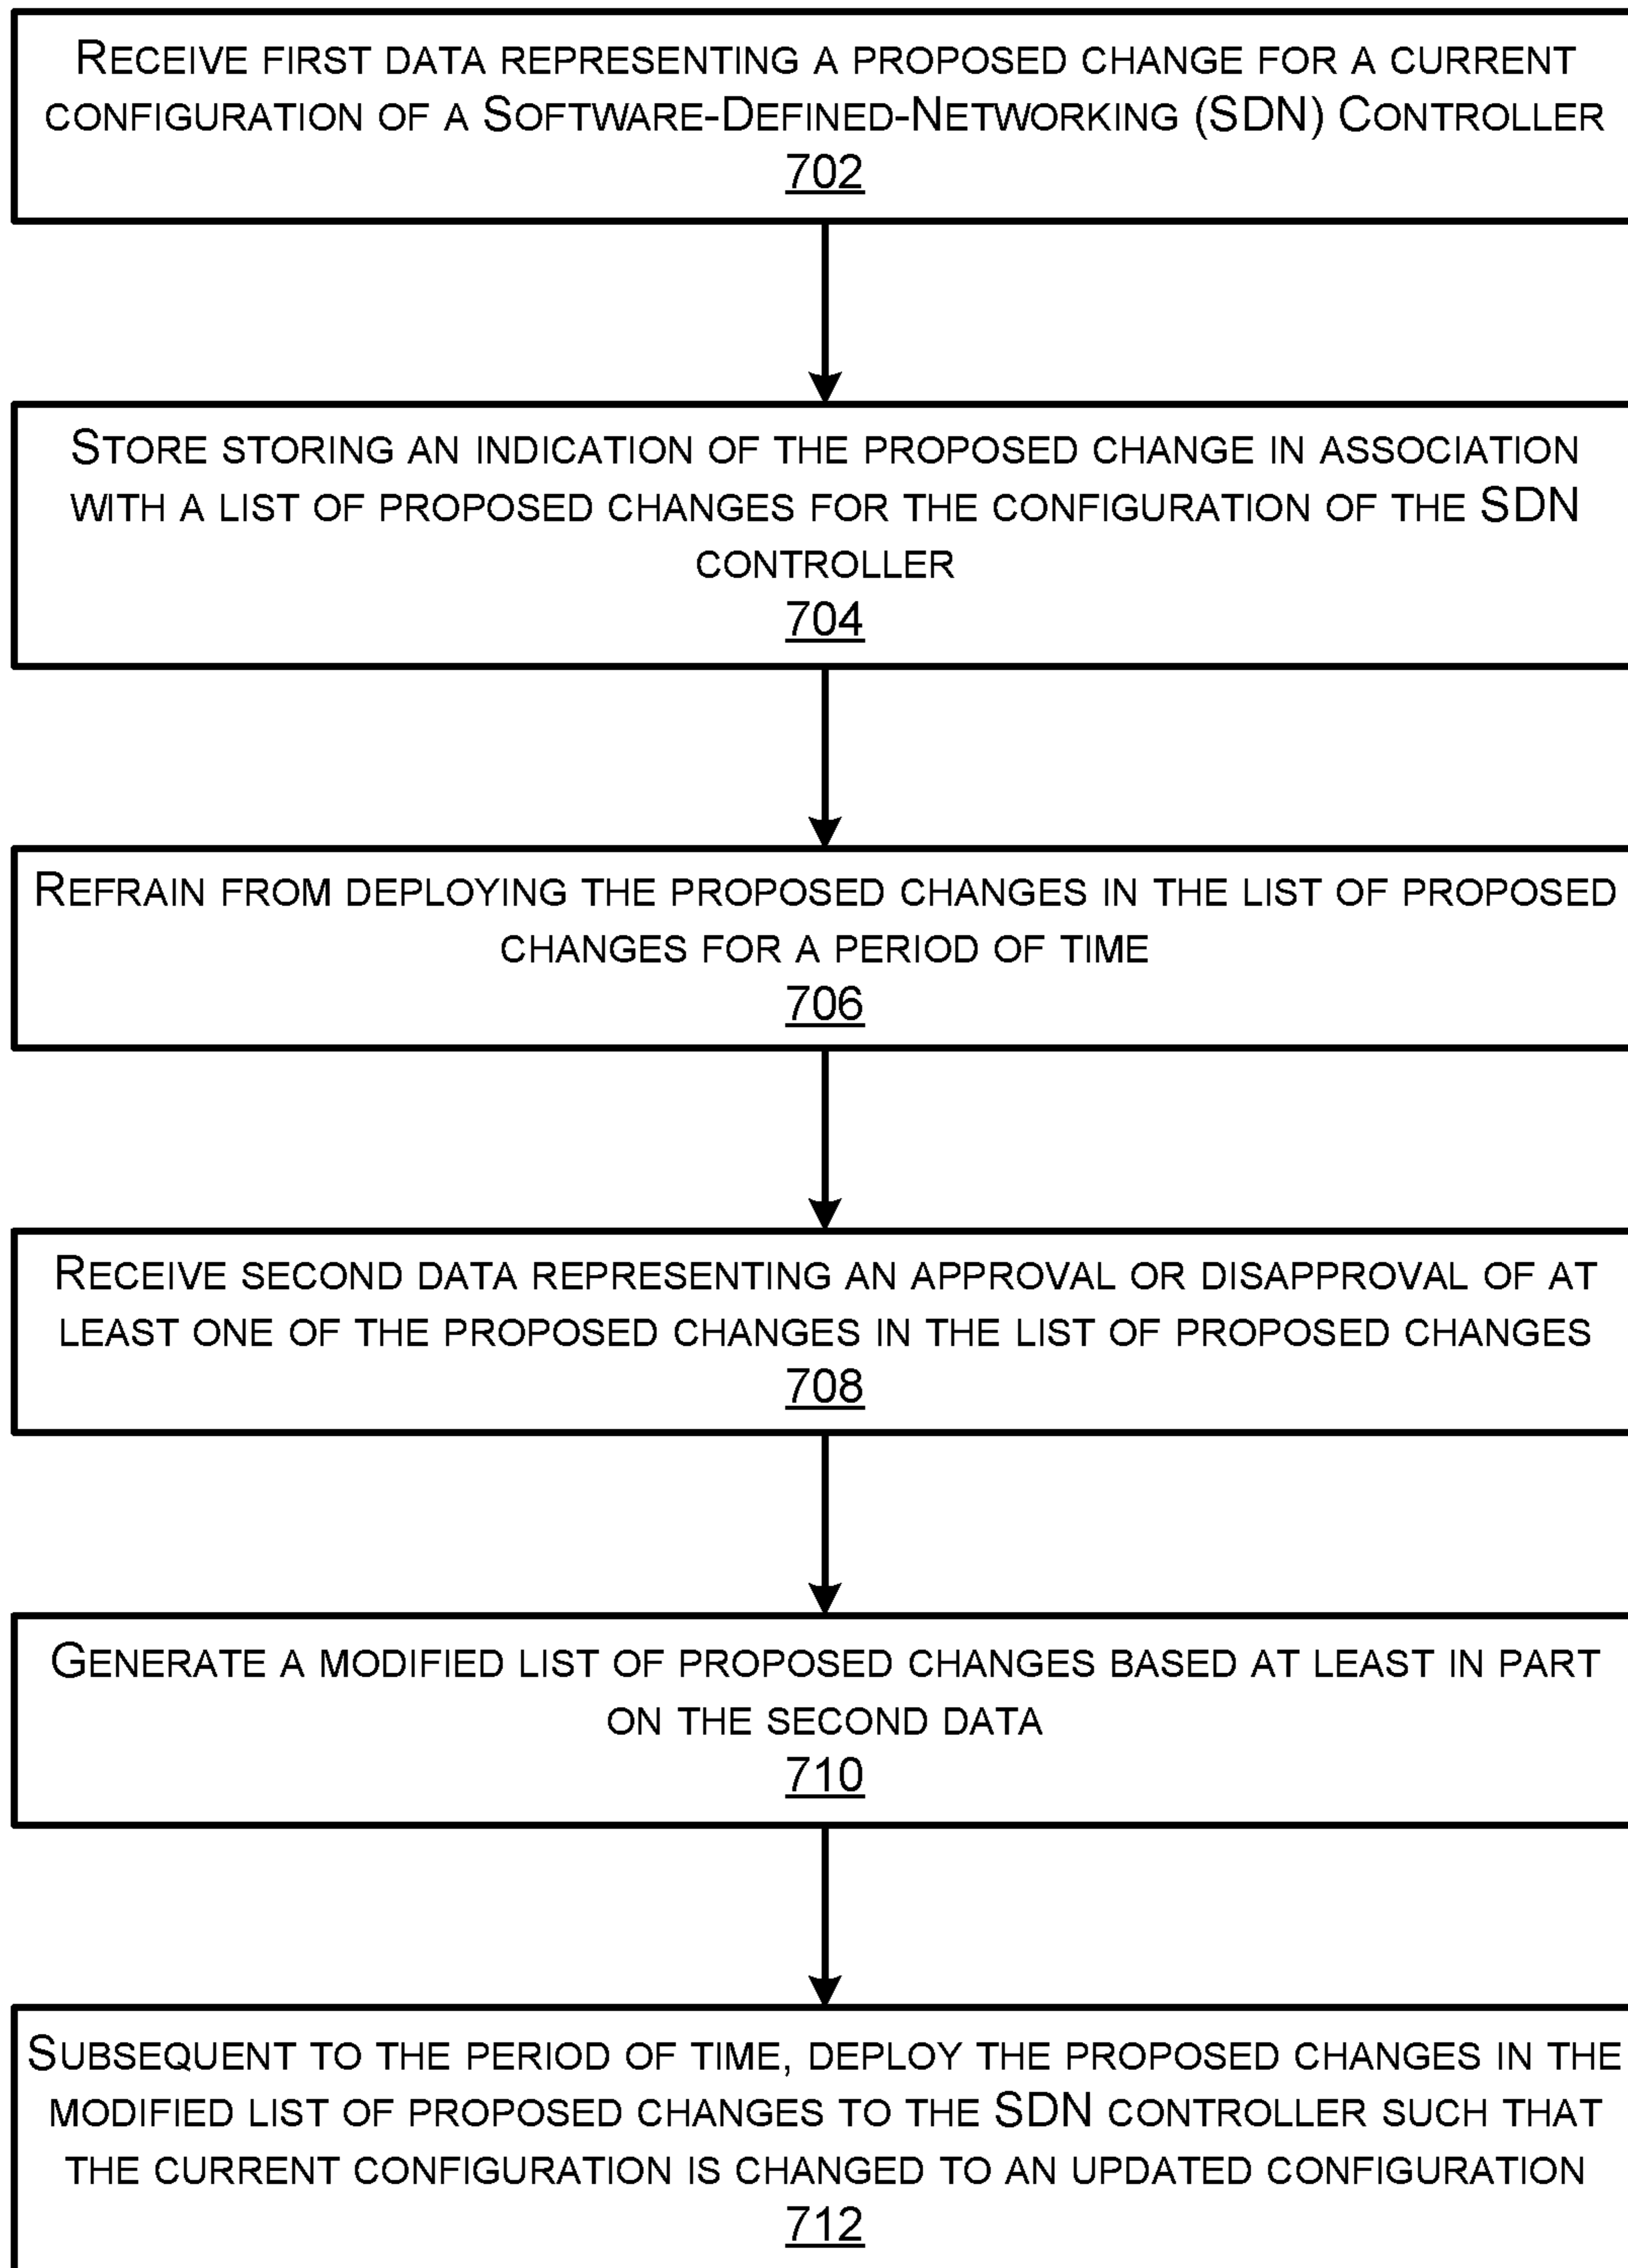 RECEIVE FIRST DATA REPRESENTING A PROPOSED CHANGE FOR A CURRENT
CONFIGURATION OF A SOFTWARE-DEFINED-NETWORKING (SDN) CONTROLLER
702
STORE STORING AN INDICATION OF THE PROPOSED CHANGE IN ASSOCIATION
WITH A LIST OF PROPOSED CHANGES FOR THE CONFIGURATION OF THE SDN
CONTROLLER
704
REFRAIN FROM DEPLOYING THE PROPOSED CHANGES IN THE LIST OF PROPOSED
CHANGES FOR A PERIOD OF TIME
706
RECEIVE SECOND DATA REPRESENTING AN APPROVAL OR DISAPPROVAL OF AT
LEAST ONE OF THE PROPOSED CHANGES IN THE LIST OF PROPOSED CHANGES
708
GENERATE A MODIFIED LIST OF PROPOSED CHANGES BASED AT LEAST IN PART
ON THE SECOND DATA
710
SUBSEQUENT TO THE PERIOD OF TIME, DEPLOY THE PROPOSED CHANGES IN THE
MODIFIED LIST OF PROPOSED CHANGES TO THE SDN CONTROLLER SUCH THAT
THE CURRENT CONFIGURATION IS CHANGED TO AN UPDATED CONFIGURATION
712